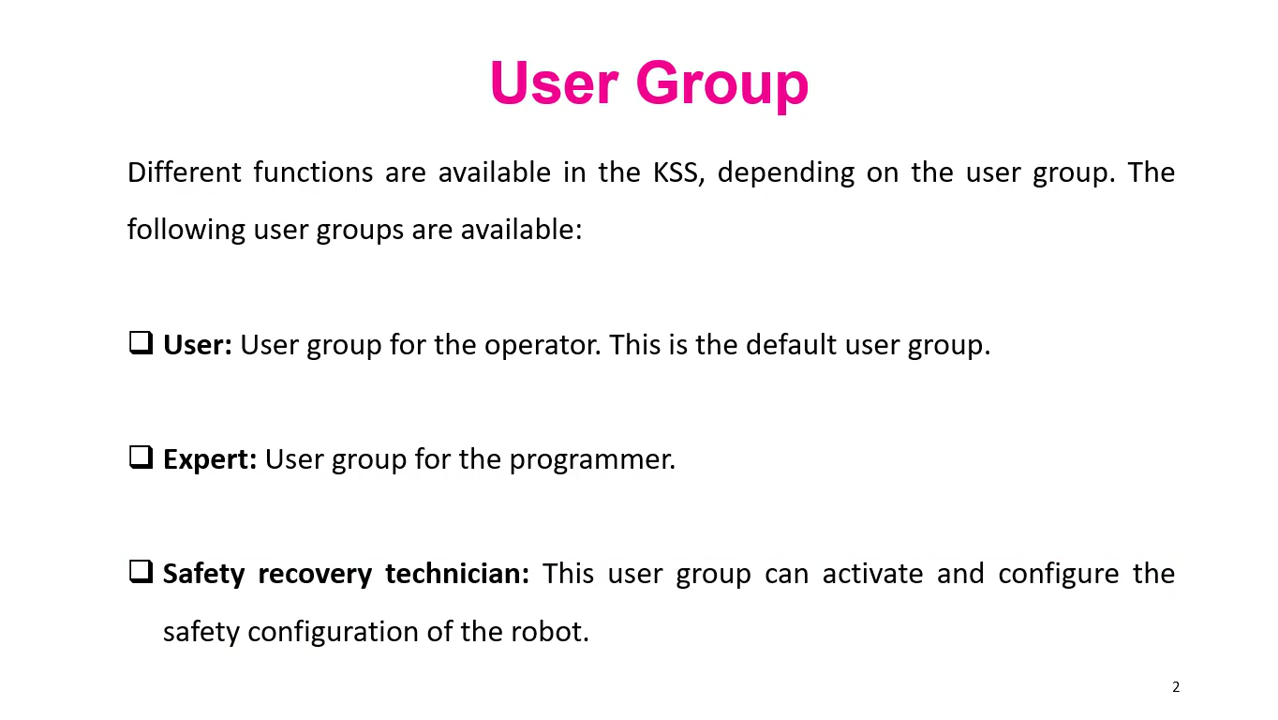 User Group
Different functions are available in the KSS, depending on the user group. The
following user groups are available:
❑ User: User group for the operator. This is the default user group.
❑ Expert: User group for the programmer.
❑ Safety recovery technician: This user group can activate and configure the
safety configuration of the robot.
2